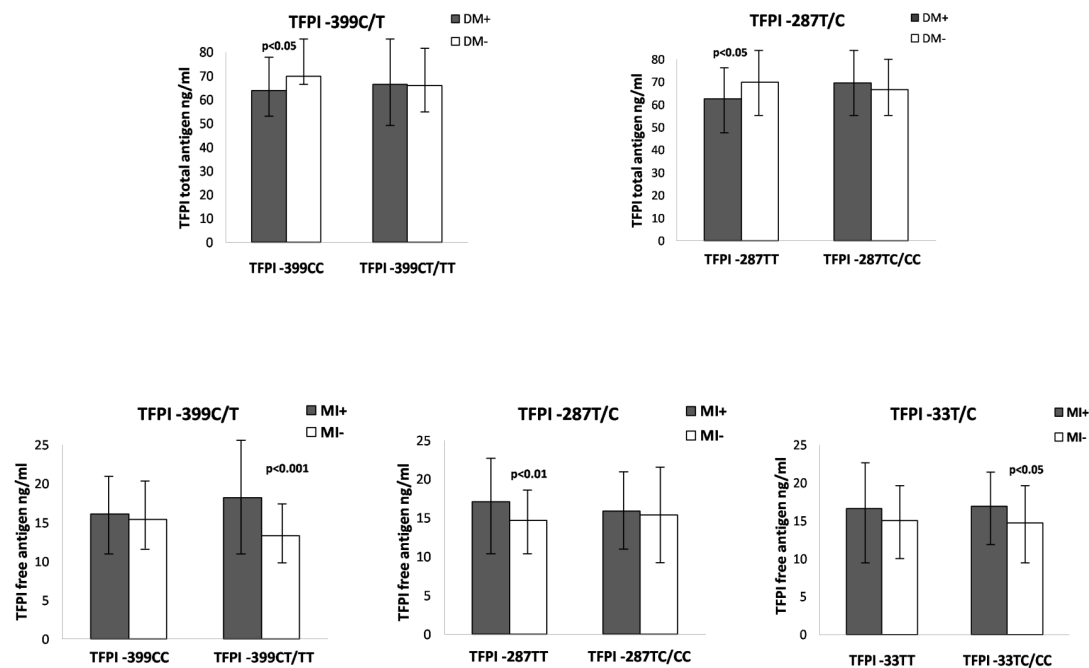 TFPI -399C/T
DM+
DM-
p<0.05
80
70
60
50
40
30
20
10
0
TFPI total antigen ng/ml
TFPI -399CC
TFPI -399CT/TT
TFPI -287T/C
DM+
DM-
p<0.05
80
70
60
50
40
30
20
10
0
TFPI total antigen ng/ml
TFPI -287TT
TFPI -287TC/CC
TFPI -399C/T
MI+
MI-
p<0.001
25
20
15
10
5
0
TFPI free antigen ng/ml
TFPI -399CC
TFPI -399CT/TT
TFPI -287T/C
MI+
MI-
p<0.01
25
20
15
10
5
0
TFPI free antigen ng/ml
TFPI -287TT
TFPI -287TC/CC
TFPI -33T/C
MI+
MI-
p<0.05
25
20
15
10
5
0
TFPI free antigen ng/ml
TFPI -33TT
TFPI -33TC/CC